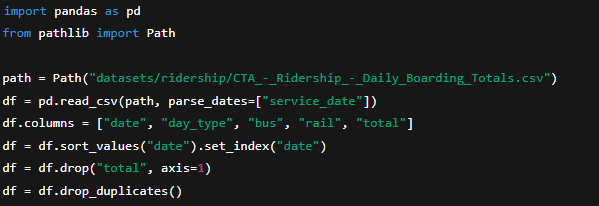 import pandas as pd
from pathlib import Path
path = Path("datasets/ridership/CTA_-_Ridership_-_Daily_Boarding_Totals.csv")
df = pd.read_csv(path, parse_dates=["service_date"])
df.columns = ["date", "day_type", "bus", "rail", "total"]
df = df.sort_values("date").set_index("date")
df = df.drop("total", axis=1)
df = df.drop_duplicates()